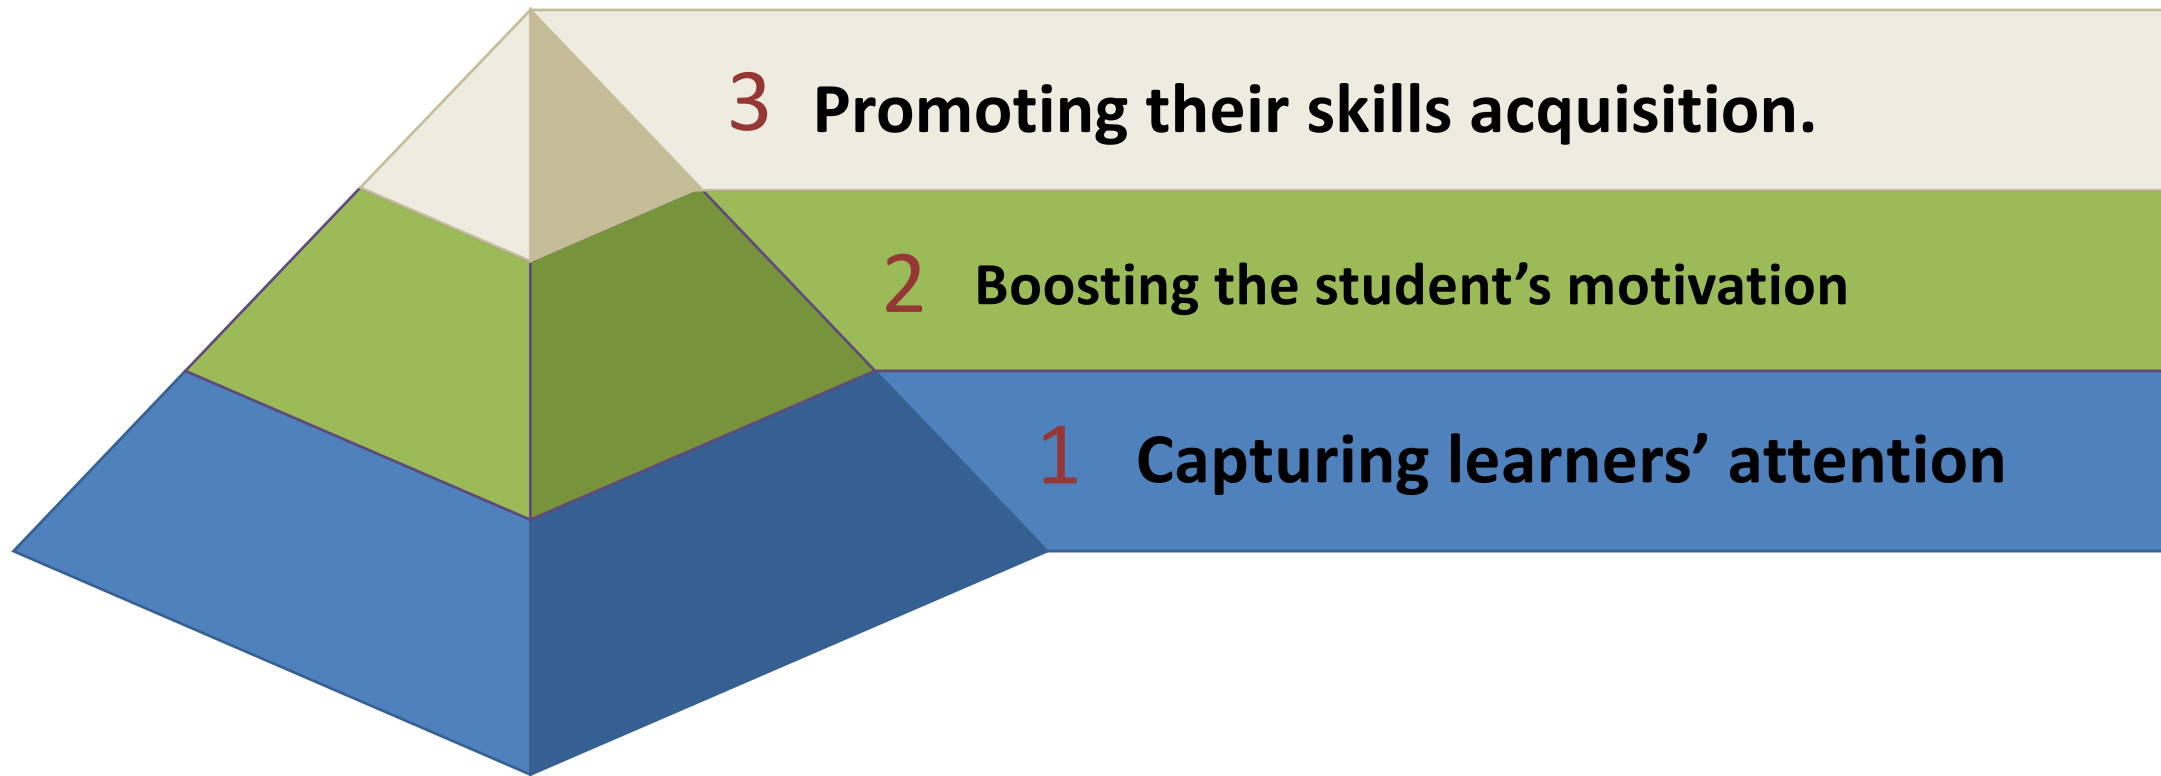 3 Promoting their skills acquisition.
2 Boosting the student’s motivation
1 Capturing learners’ attention